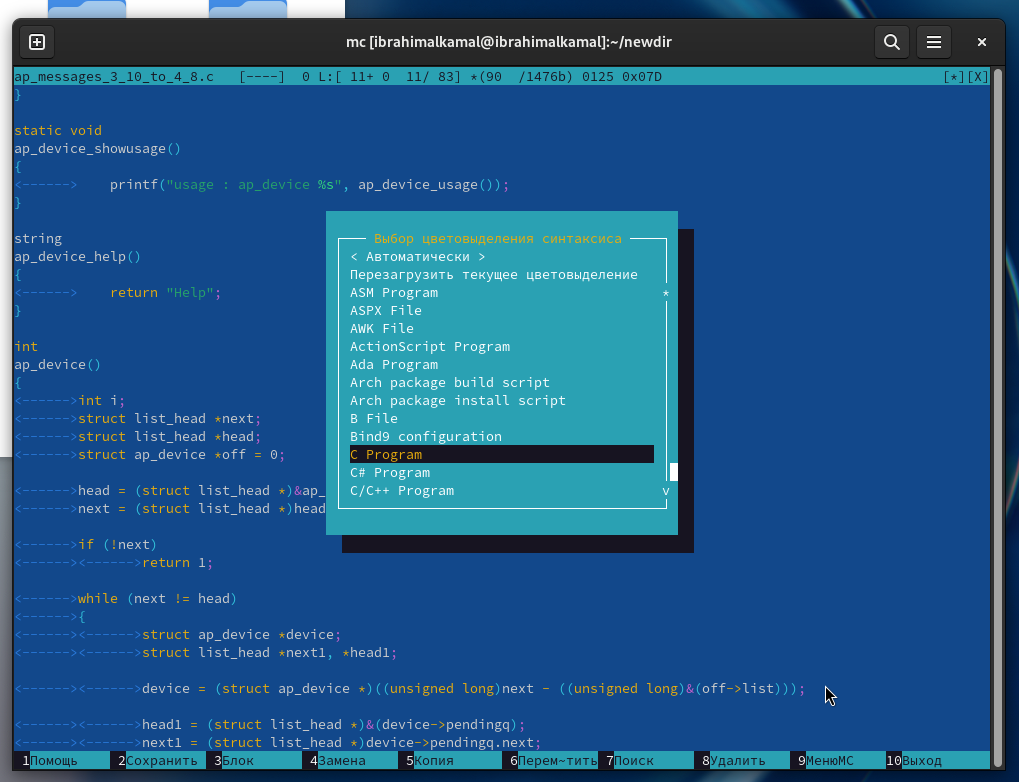 mc [ibrahimalkamal@ibrahimalkamal]:~/newdir
ap_messages_3_10_to_4_8.c   [----]  0 L:[ 11+ 0  11/ 83] *(90  /1476b) 0125 0x07D [*][X]
}
static void
ap_device_showusage()
{
<------>    printf("usage : ap_device %s", ap_device_usage());
}
string
ap_device_help()
{
<------>    return "Help";
}
int
ap_device()
{
<------>int i;
<------>struct list_head *next;
<------>struct list_head *head;
<------>struct ap_device *off = 0;
<------>head = (struct list_head *)&ap_
<------>next = (struct list_head *)head
<------>if (!next)
<------><------>return 1;
<------>while (next != head)
<------>{
<------><------>struct ap_device *device;
<------><------>struct list_head *next1, *head1;
<------><------>device = (struct ap_device *)((unsigned long)next - ((unsigned long)&(off->list)));
<------><------>head1 = (struct list_head *)&(device->pendingq);
<------><------>next1 = (struct list_head *)device->pendingq.next;
Выбор цветовыделения синтаксиса
< Автоматически >
Перезагрузить текущее цветовыделение
ASM Program
*
ASPX File
AWK File
ActionScript Program
Ada Program
Arch package build script
Arch package install script
B File
Bind9 configuration
C Program
C# Program
C/C++ Program
v
1Помощь 2Сохранить 3Блок 4Замена 5Копия 6Перем~тить 7Поиск 8Удалить 9МенюMC 10Выход